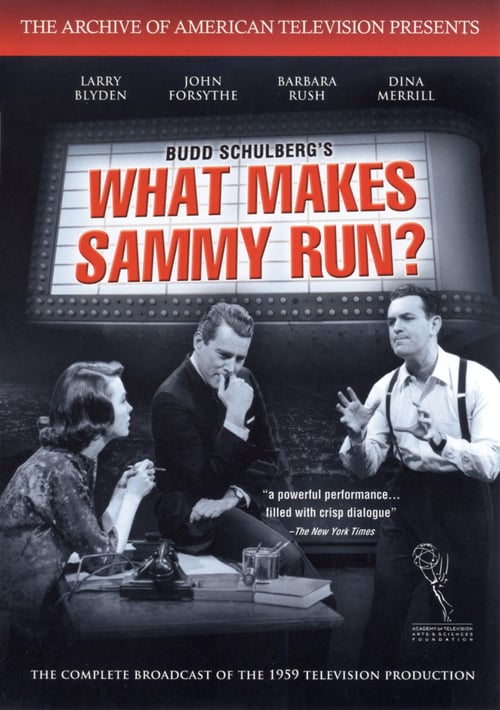 THE ARCHIVE OF AMERICAN TELEVISION PRESENTS
LARRY BLYDEN
JOHN FORSYTHE
BARBARA RUSH
DINA MERRILL
BUDD SCHULBERG'S
WHAT MAKES
SAMMY RUN?
"a powerful performance...
filled with crisp dialogue"
–The New York Times
ACADEMY OF TELEVISION
ARTS & SCIENCES
FOUNDATION
THE COMPLETE BROADCAST OF THE 1959 TELEVISION PRODUCTION